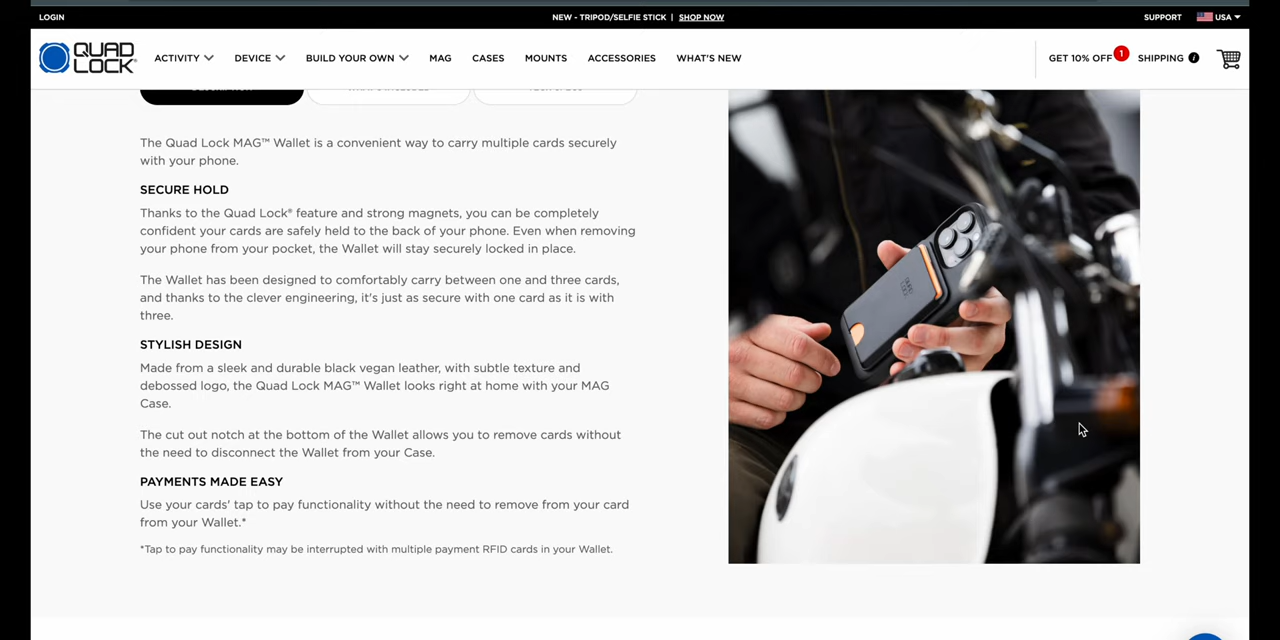 LOGIN
NEW - TRIPOD/SELFIE STICK | SHOP NOW
SUPPORT
USA
QUAD LOCK®
ACTIVITY
DEVICE
BUILD YOUR OWN
MAG
CASES
MOUNTS
ACCESSORIES
WHAT'S NEW
GET 10% OFF
1
SHIPPING
The Quad Lock MAG™ Wallet is a convenient way to carry multiple cards securely
with your phone.
SECURE HOLD
Thanks to the Quad Lock® feature and strong magnets, you can be completely
confident your cards are safely held to the back of your phone. Even when removing
your phone from your pocket, the Wallet will stay securely locked in place.
The Wallet has been designed to comfortably carry between one and three cards,
and thanks to the clever engineering, it's just as secure with one card as it is with
three.
STYLISH DESIGN
Made from a sleek and durable black vegan leather, with subtle texture and
debossed logo, the Quad Lock MAG™ Wallet looks right at home with your MAG
Case.
The cut out notch at the bottom of the Wallet allows you to remove cards without
the need to disconnect the Wallet from your Case.
PAYMENTS MADE EASY
Use your cards' tap to pay functionality without the need to remove from your card
from your Wallet.*
*Tap to pay functionality may be interrupted with multiple payment RFID cards in your Wallet.